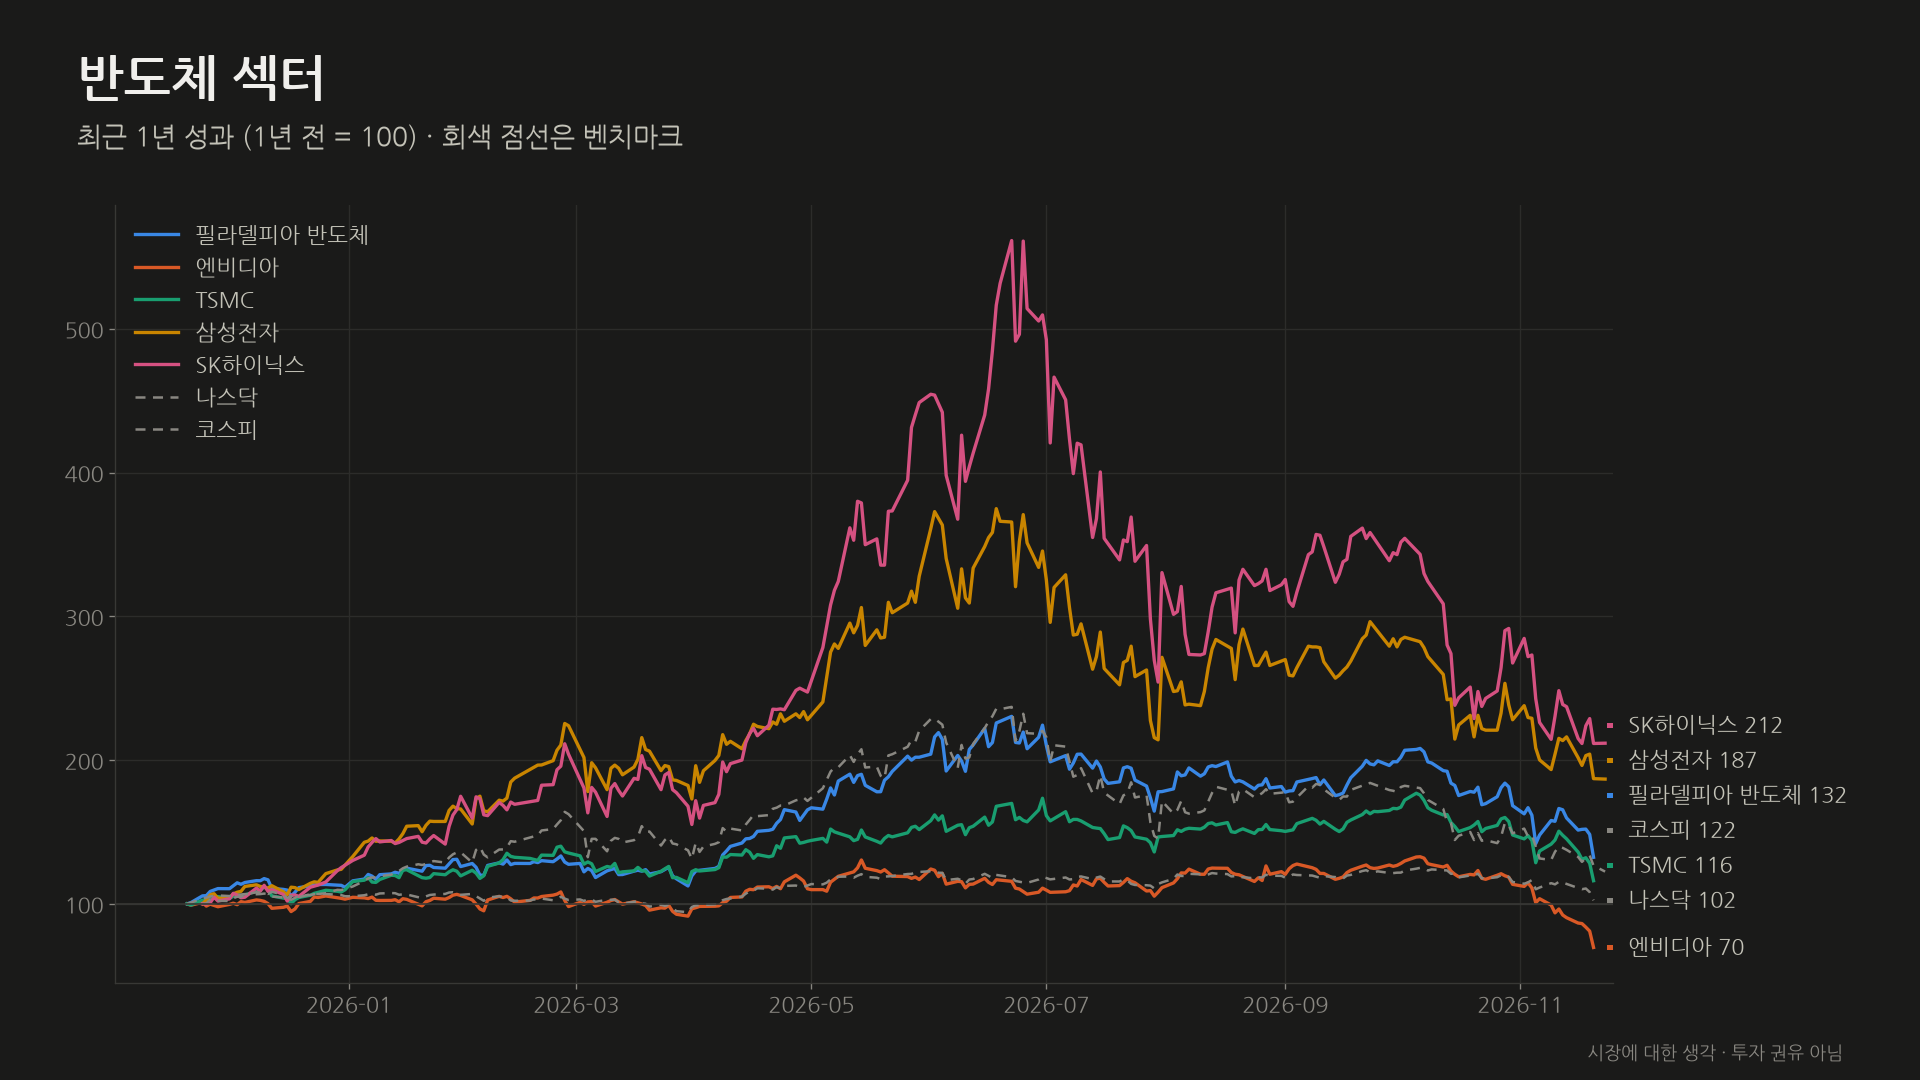 반도체 섹터
최근 1년 성과 (1년 전 = 100) · 회색 점선은 벤치마크
필라델피아 반도체
엔비디아
TSMC
삼성전자
SK하이닉스
나스닥
코스피
500
400
300
200
100
SK하이닉스 212
삼성전자 187
필라델피아 반도체 132
코스피 122
TSMC 116
나스닥 102
엔비디아 70
2026-01
2026-03
2026-05
2026-07
2026-09
2026-11
시장에 대한 생각 · 투자 권유 아님